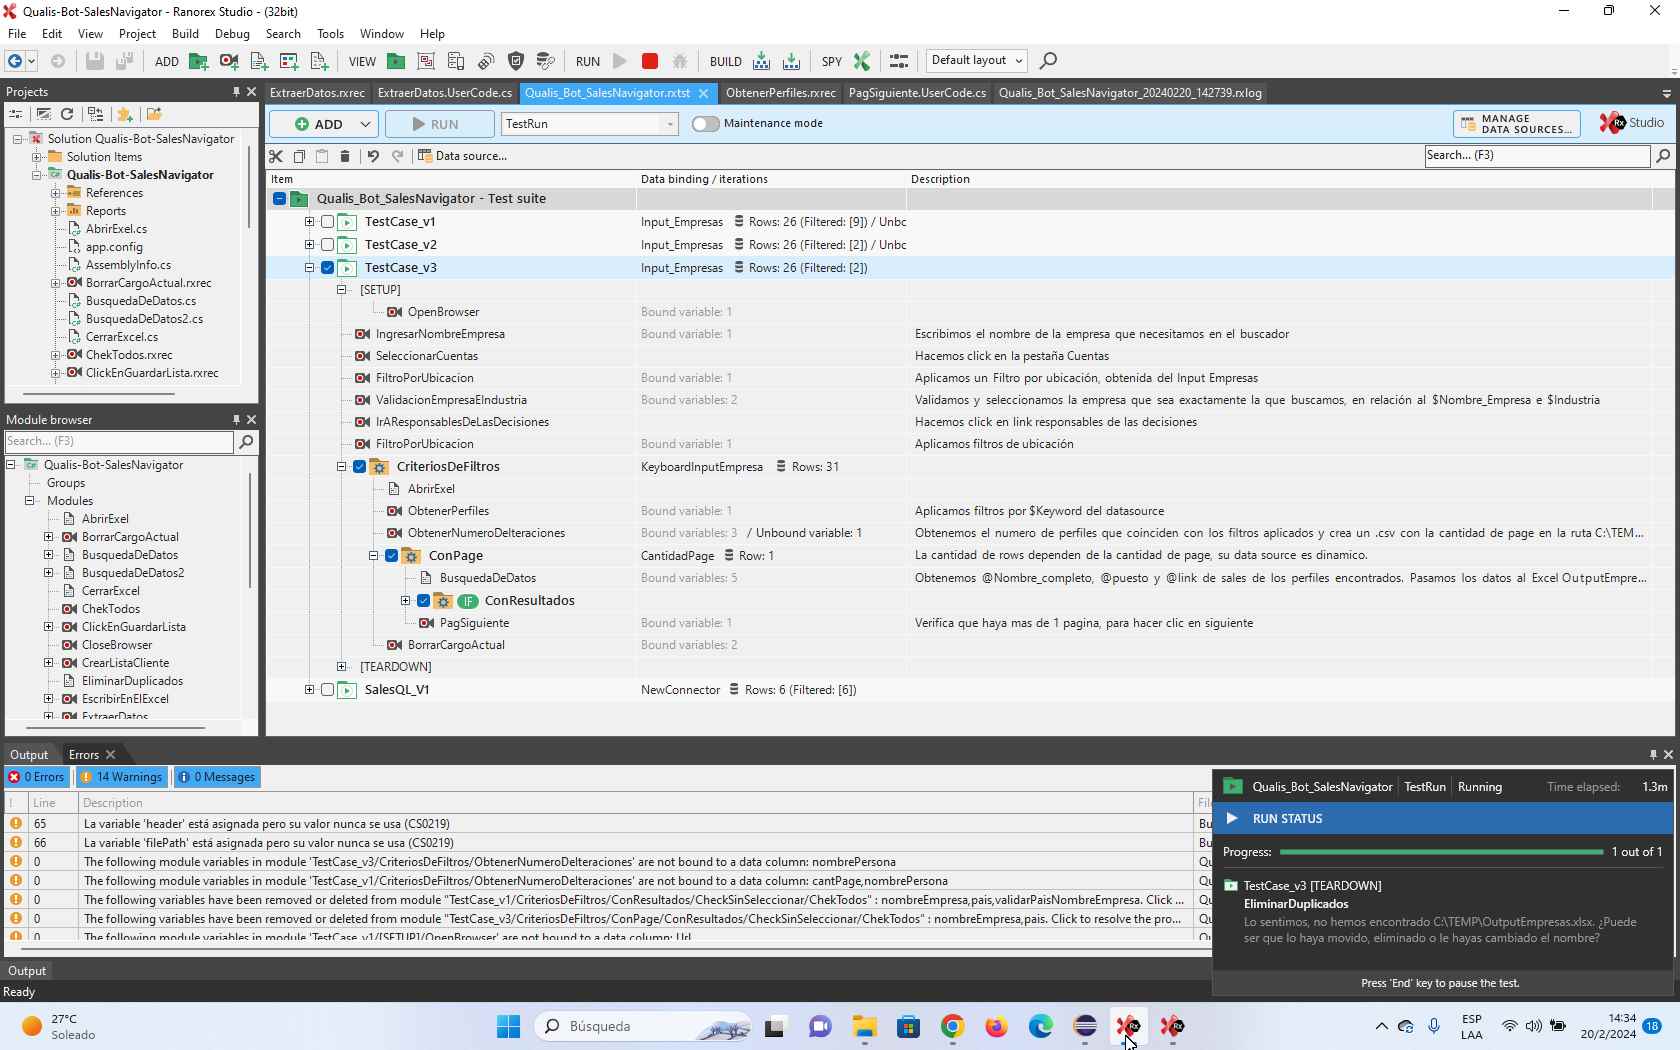 Qualis-Bot-SalesNavigator - Ranorex Studio - (32bit)
File Edit View Project Build Debug Search Tools Window Help
ADD VIEW RUN BUILD SPY Default layout
Projects
ExtraerDatos.rxrec ExtraerDatos.UserCode.cs Qualis_Bot_SalesNavigator.rxtst ObtenerPerfiles.rxrec PagSiguiente.UserCode.cs Qualis_Bot_SalesNavigator_20240220_142739.rxlog
ADD RUN TestRun Maintenance mode MANAGE DATA SOURCES... Studio
Data source... Search... (F3)
Solution Qualis-Bot-SalesNavigator
Solution Items
Qualis-Bot-SalesNavigator
References
Reports
AbrirExel.cs
app.config
AssemblyInfo.cs
BorrarCargoActual.rxrec
BusquedaDeDatos.cs
BusquedaDeDatos2.cs
CerrarExcel.cs
ChekTodos.rxrec
ClickEnGuardarLista.rxrec
Module browser
Search... (F3)
Qualis-Bot-SalesNavigator
Groups
Modules
AbrirExel
BorrarCargoActual
BusquedaDeDatos
BusquedaDeDatos2
CerrarExcel
ChekTodos
ClickEnGuardarLista
CloseBrowser
CrearListaCliente
EliminarDuplicados
EscribirEnElExcel
ExtraerDatos
Item Data binding / iterations Description
Qualis_Bot_SalesNavigator - Test suite
TestCase_v1 Input_Empresas Rows: 26 (Filtered: [9]) / Unbc
TestCase_v2 Input_Empresas Rows: 26 (Filtered: [2]) / Unbc
TestCase_v3 Input_Empresas Rows: 26 (Filtered: [2])
[SETUP]
OpenBrowser Bound variable: 1
IngresarNombreEmpresa Bound variable: 1 Escribimos el nombre de la empresa que necesitamos en el buscador
SeleccionarCuentas Hacemos click en la pestaña Cuentas
FiltroPorUbicacion Bound variable: 1 Aplicamos un Filtro por ubicación, obtenida del Input Empresas
ValidacionEmpresaEIndustria Bound variables: 2 Validamos y seleccionamos la empresa que sea exactamente la que buscamos, en relación al $Nombre_Empresa e $Industria
IrAResponsablesDeLasDecisiones Hacemos click en link responsables de las decisiones
FiltroPorUbicacion Bound variable: 1 Aplicamos filtros de ubicación
CriteriosDeFiltros KeyboardInputEmpresa Rows: 31
AbrirExel
ObtenerPerfiles Bound variable: 1 Aplicamos filtros por $Keyword del datasource
ObtenerNumeroDeIteraciones Bound variables: 3 / Unbound variable: 1 Obtenemos el numero de perfiles que coinciden con los filtros aplicados y crea un .csv con la cantidad de page en la ruta C:\TEM...
ConPage CantidadPage Row: 1 La cantidad de rows dependen de la cantidad de page, su data source es dinamico.
BusquedaDeDatos Bound variables: 5 Obtenemos @Nombre_completo, @puesto y @link de sales de los perfiles encontrados. Pasamos los datos al Excel OutputEmpre...
IF ConResultados
PagSiguiente Bound variable: 1 Verifica que haya mas de 1 pagina, para hacer clic en siguiente
BorrarCargoActual Bound variables: 2
[TEARDOWN]
SalesQL_V1 NewConnector Rows: 6 (Filtered: [6])
Output Errors
0 Errors 14 Warnings 0 Messages
! Line Description File
65 La variable 'header' está asignada pero su valor nunca se usa (CS0219) Bu
66 La variable 'filePath' está asignada pero su valor nunca se usa (CS0219) Bu
0 The following module variables in module 'TestCase_v3/CriteriosDeFiltros/ObtenerNumeroDeIteraciones' are not bound to a data column: nombrePersona Qu
0 The following module variables in module 'TestCase_v1/CriteriosDeFiltros/ObtenerNumeroDeIteraciones' are not bound to a data column: cantPage,nombrePersona Qu
0 The following variables have been removed or deleted from module "TestCase_v1/CriteriosDeFiltros/ConResultados/CheckSinSeleccionar/ChekTodos" : nombreEmpresa,pais,validarPaisNombreEmpresa. Click ... Qu
0 The following variables have been removed or deleted from module "TestCase_v3/CriteriosDeFiltros/ConPage/ConResultados/CheckSinSeleccionar/ChekTodos" : nombreEmpresa,pais. Click to resolve the pro... Qu
0 The following module variables in module 'TestCase_v1/[SETUP]/OpenBrowser' are not bound to a data column: Url Qu
Qualis_Bot_SalesNavigator TestRun Running Time elapsed: 1.3m
RUN STATUS
Progress: 1 out of 1
TestCase_v3 [TEARDOWN]
EliminarDuplicados
Lo sentimos, no hemos encontrado C:\TEMP\OutputEmpresas.xlsx. ¿Puede
ser que lo haya movido, eliminado o le hayas cambiado el nombre?
Press 'End' key to pause the test.
Output
Ready
27°C
Soleado
Búsqueda
ESP
LAA
14:34
20/2/2024
18